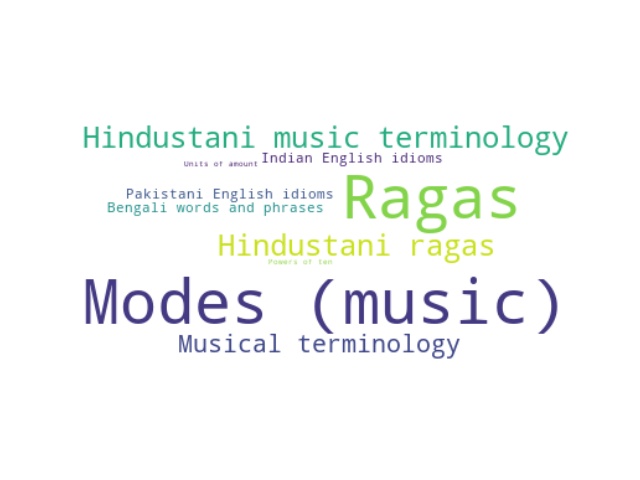 Hindustani music terminology
Units of amount
Indian English idioms
Pakistani English idioms
Ragas
Bengali words and phrases
Hindustani ragas
Powers of ten
Modes (music)
Musical terminology